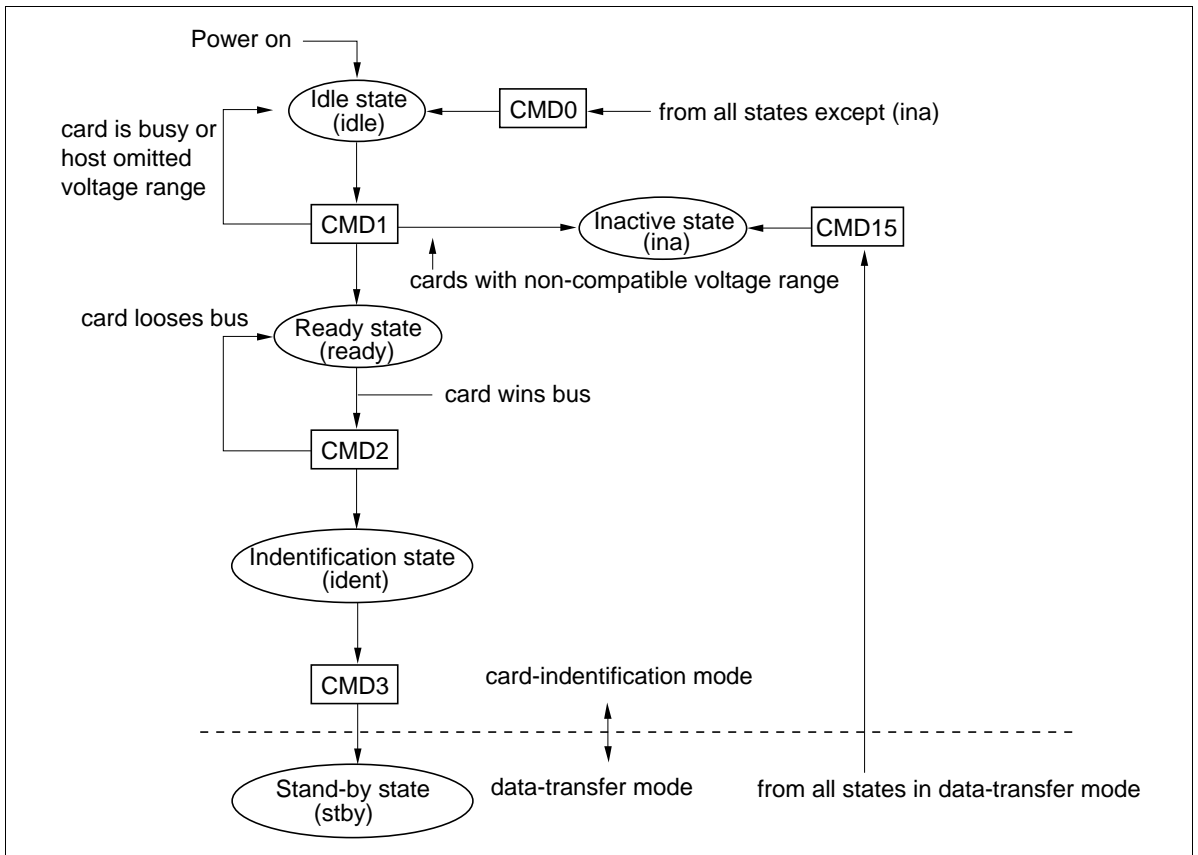 Power on
Idle state
(idle)
CMD0
from all states except (ina)
card is busy or
host omitted
voltage range
CMD1
Inactive state
(ina)
CMD15
cards with non-compatible voltage range
card looses bus
Ready state
(ready)
card wins bus
CMD2
Indentification state
(ident)
CMD3
card-indentification mode
Stand-by state
(stby)
data-transfer mode
from all states in data-transfer mode